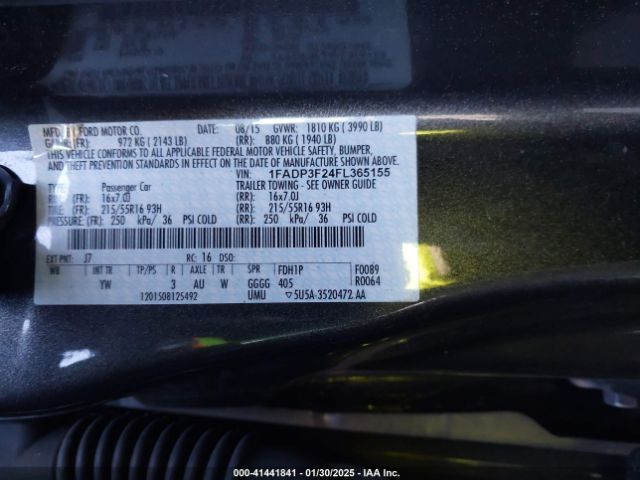 MFD. BY FORD MOTOR CO. DATE: 08/15 GVWR: 1810 KG ( 3990 LB)
GAWR(FR): 972 KG ( 2143 LB) (RR): 880 KG ( 1940 LB)
THIS VEHICLE CONFORMS TO ALL APPLICABLE FEDERAL MOTOR VEHICLE SAFETY, BUMPER,
AND THEFT PREVENTION STANDARDS IN EFFECT ON THE DATE OF MANUFACTURE SHOWN ABOVE.
VIN: 1FADP3F24FL365155
TYPE: Passenger Car TRAILER TOWING - SEE OWNER GUIDE
RIM: (FR): 16x7.0J (RR): 16x7.0J
TIRE: (FR): 215/55R16 93H (RR): 215/55R16 93H
PRESSURE: (FR): 250 kPa/ 36 PSI COLD (RR): 250 kPa/ 36 PSI COLD
EXT PNT: J7 RC: 16 DSO:
WB INT TR TP/PS R AXLE TR SPR FDH1P F0089
YW 3 AU W GGGG 405 R0064
1201508125492 UMU 5U5A-3520472 AA
000-41441841 / 01/30/2025 / IAA Inc.